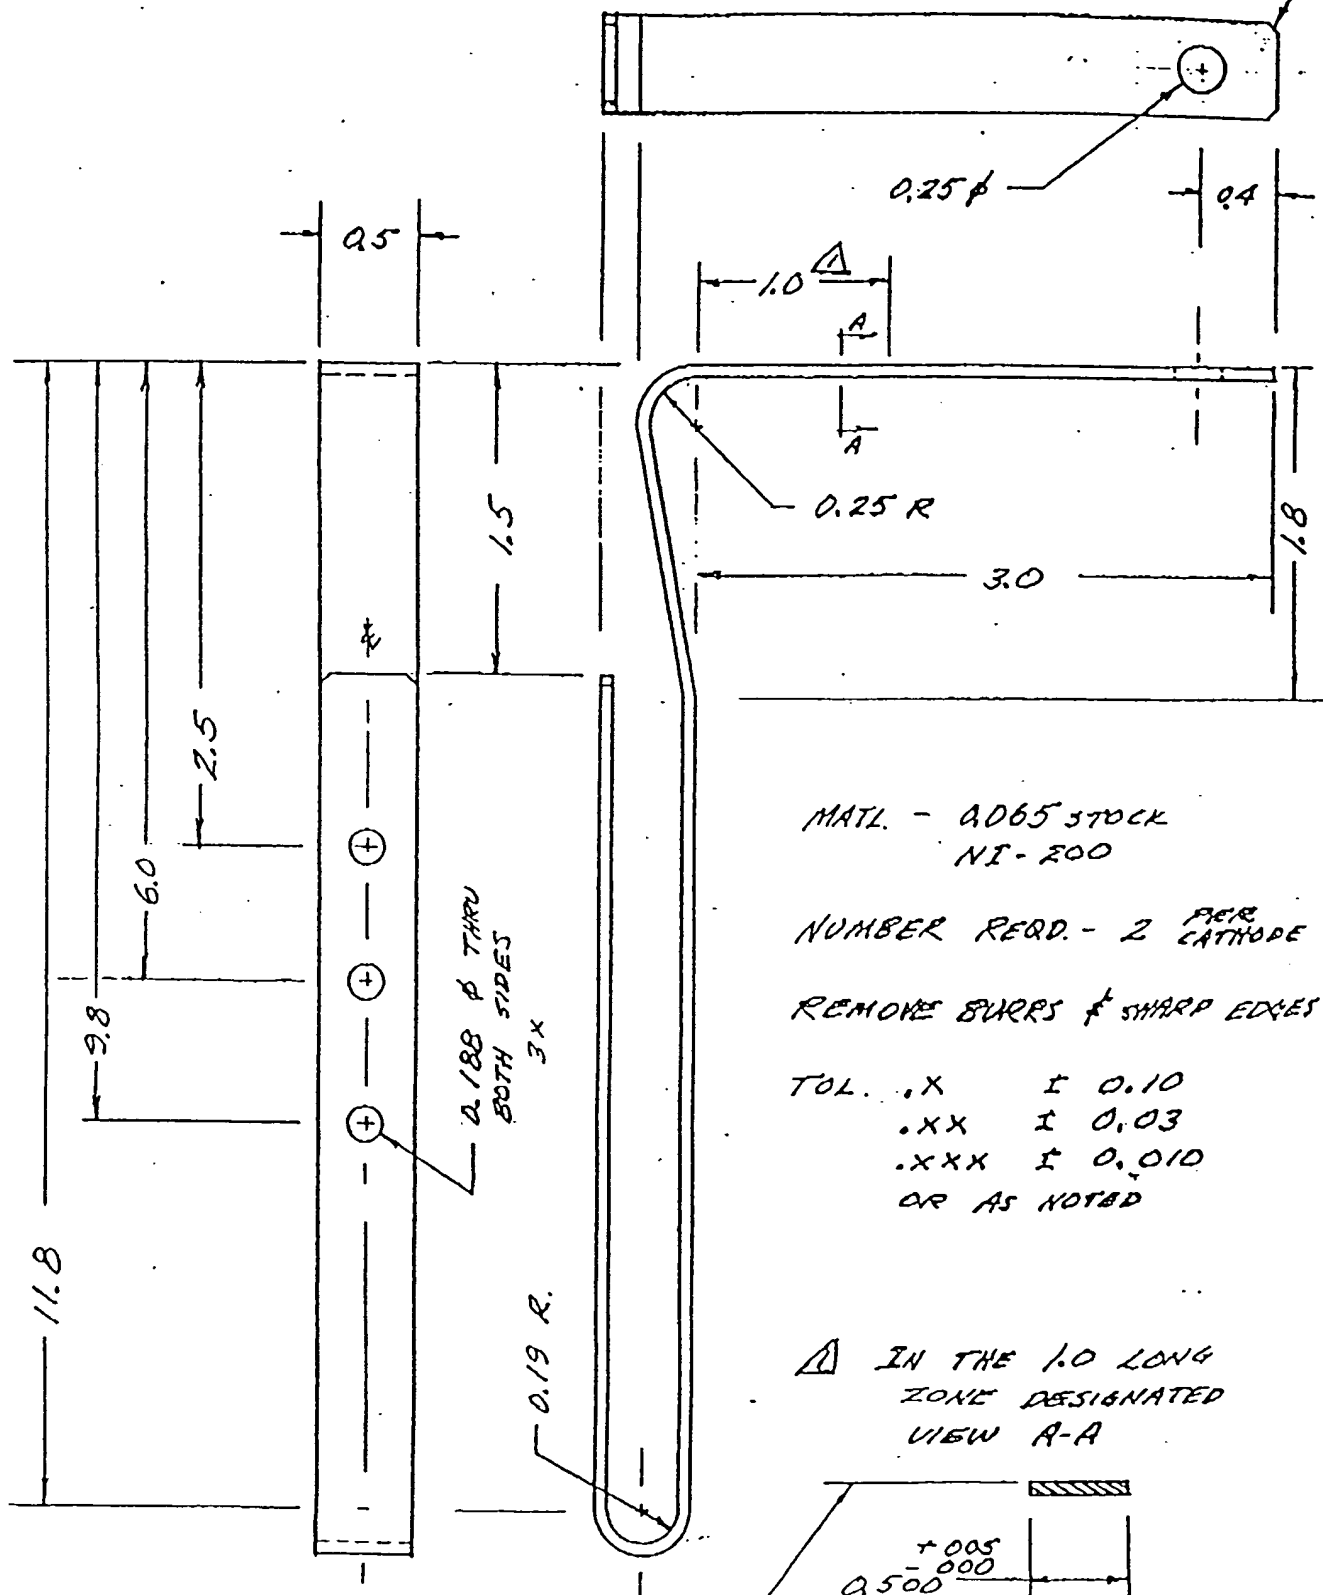 0.25 ϕ
0.4
0.5
1.0 △1
A
A
0.25 R
1.5
1.8
3.0
2.5
6.0
9.8
11.8
0.188 ϕ THRU
BOTH SIDES
3X
0.19 R.
MATL. - 0.065 STOCK
NI-200
NUMBER REQD. - 2 PER
CATHODE
REMOVE BURRS & SHARP EDGES
TOL. .X ± 0.10
.XX ± 0.03
.XXX ± 0.010
OR AS NOTED
△1 IN THE 1.0 LONG
ZONE DESIGNATED
VIEW A-A
+.005
-.000
0.500